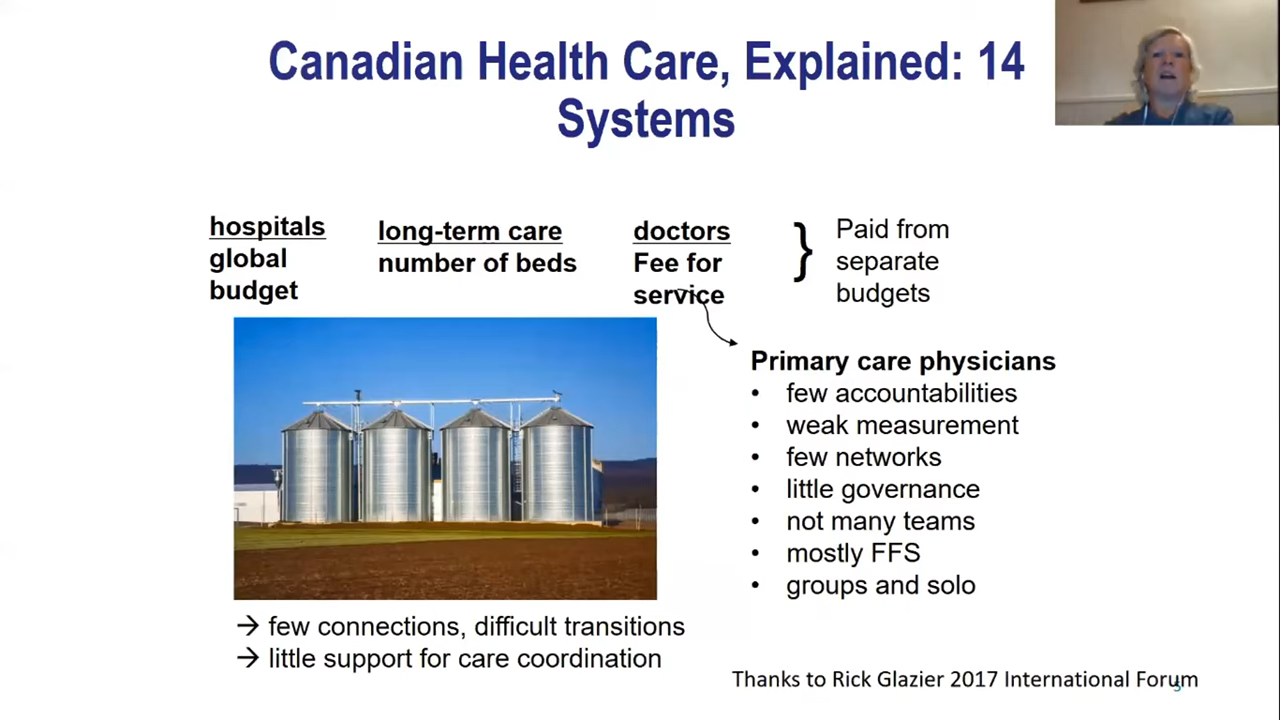 Canadian Health Care, Explained: 14
Systems
hospitals
global
budget
long-term care
number of beds
doctors
Fee for
service
}
Paid from
separate
budgets
Primary care physicians
• few accountabilities
• weak measurement
• few networks
• little governance
• not many teams
• mostly FFS
• groups and solo
→ few connections, difficult transitions
→ little support for care coordination
Thanks to Rick Glazier 2017 International Forum